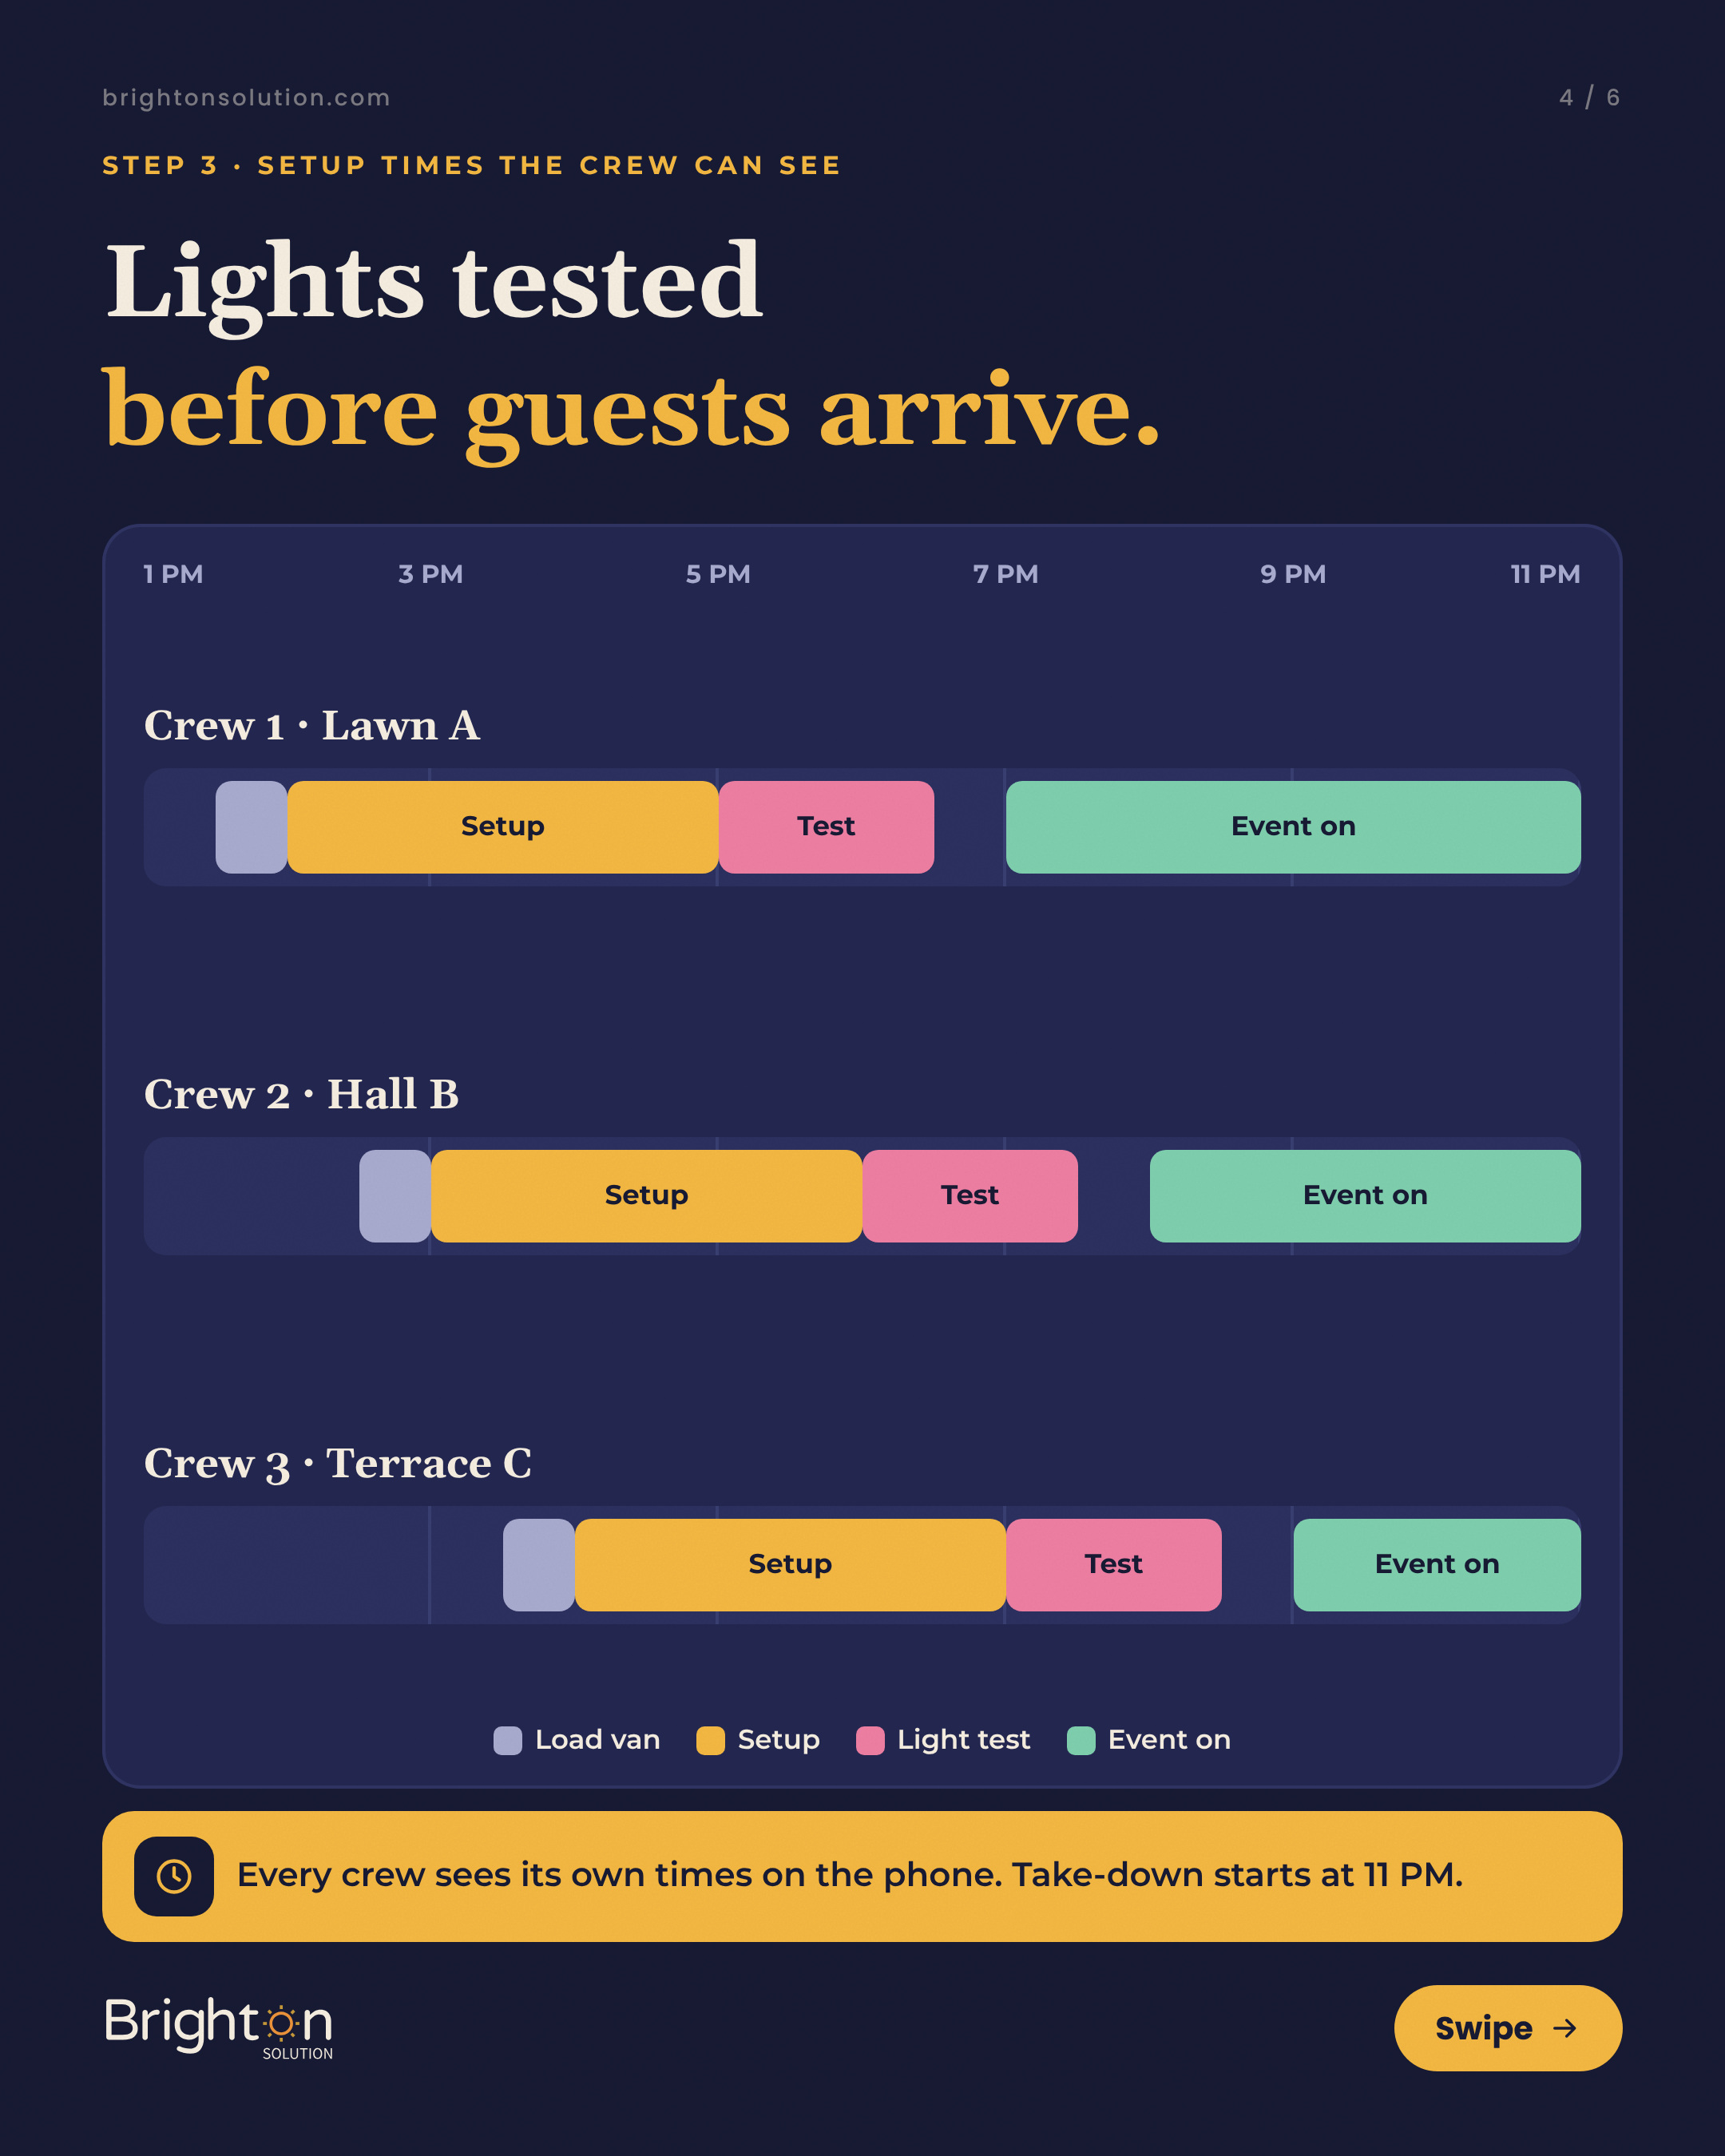 brightonsolution.com
4 / 6
STEP 3 · SETUP TIMES THE CREW CAN SEE
Lights tested
before guests arrive.
1 PM 3 PM 5 PM 7 PM 9 PM 11 PM
Crew 1 · Lawn A
Setup Test Event on
Crew 2 · Hall B
Setup Test Event on
Crew 3 · Terrace C
Setup Test Event on
Load van Setup Light test Event on
Every crew sees its own times on the phone. Take-down starts at 11 PM.
Brighton
SOLUTION
Swipe →